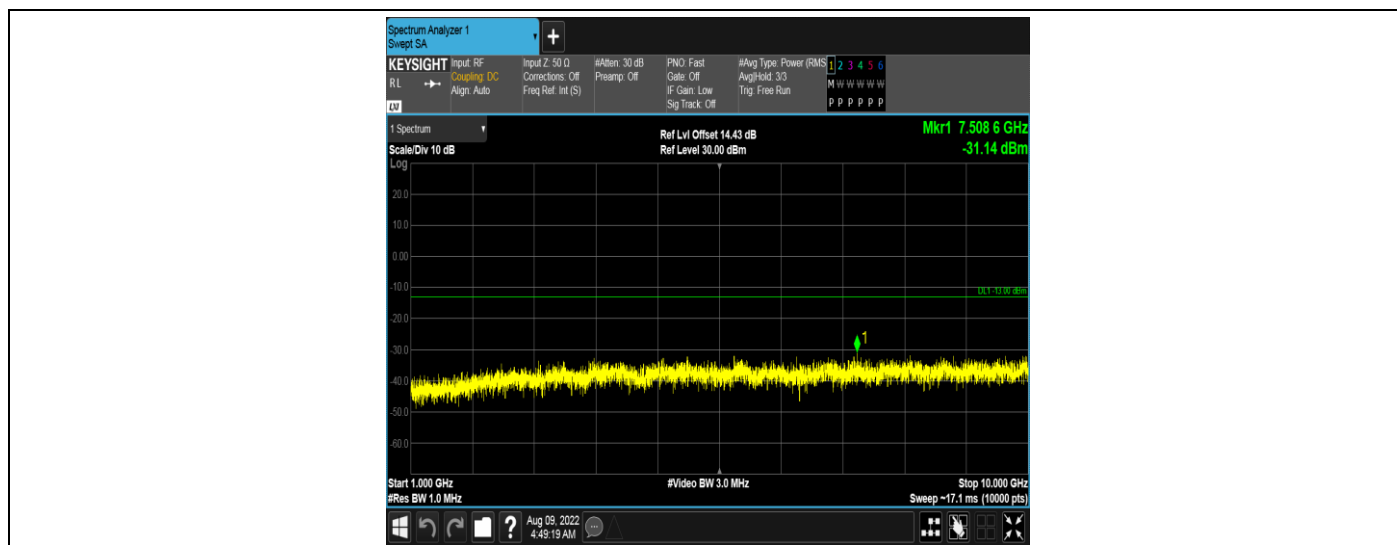 Spectrum Analyzer 1
Swept SA
+
KEYSIGHT
RL
LXI
Input: RF
Coupling: DC
Align: Auto
Input Z: 50 Ω
Corrections: Off
Freq Ref: Int (S)
#Atten: 30 dB
Preamp: Off
PNO: Fast
Gate: Off
IF Gain: Low
Sig Track: Off
#Avg Type: Power (RMS
Avg|Hold: 3/3
Trig: Free Run
1 2 3 4 5 6
M W W W W W
P P P P P P
1 Spectrum
Scale/Div 10 dB
Ref Lvl Offset 14.43 dB
Ref Level 30.00 dBm
Mkr1 7.508 6 GHz
-31.14 dBm
Log
20.0
10.0
0.00
-10.0
DL1 -13.00 dBm
-20.0
-30.0
1
-40.0
-50.0
-60.0
Start 1.000 GHz
#Video BW 3.0 MHz
Stop 10.000 GHz
#Res BW 1.0 MHz
Sweep ~17.1 ms (10000 pts)
?
Aug 09, 2022
4:49:19 AM